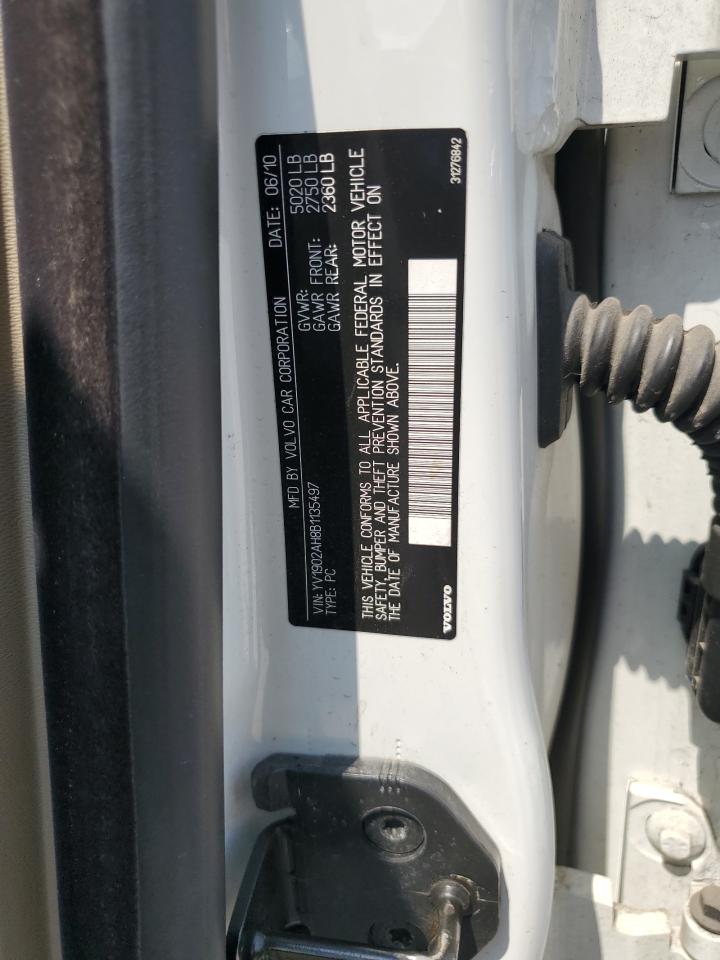 MFD BY VOLVO CAR CORPORATION DATE: 06/10
GVWR: 5020 LB
GAWR FRONT: 2750 LB
VIN: YV1902AH8B1135497 GAWR REAR: 2360 LB
TYPE: PC
THIS VEHICLE CONFORMS TO ALL APPLICABLE FEDERAL MOTOR VEHICLE
SAFETY, BUMPER AND THEFT PREVENTION STANDARDS IN EFFECT ON
THE DATE OF MANUFACTURE SHOWN ABOVE.
VOLVO 31276842